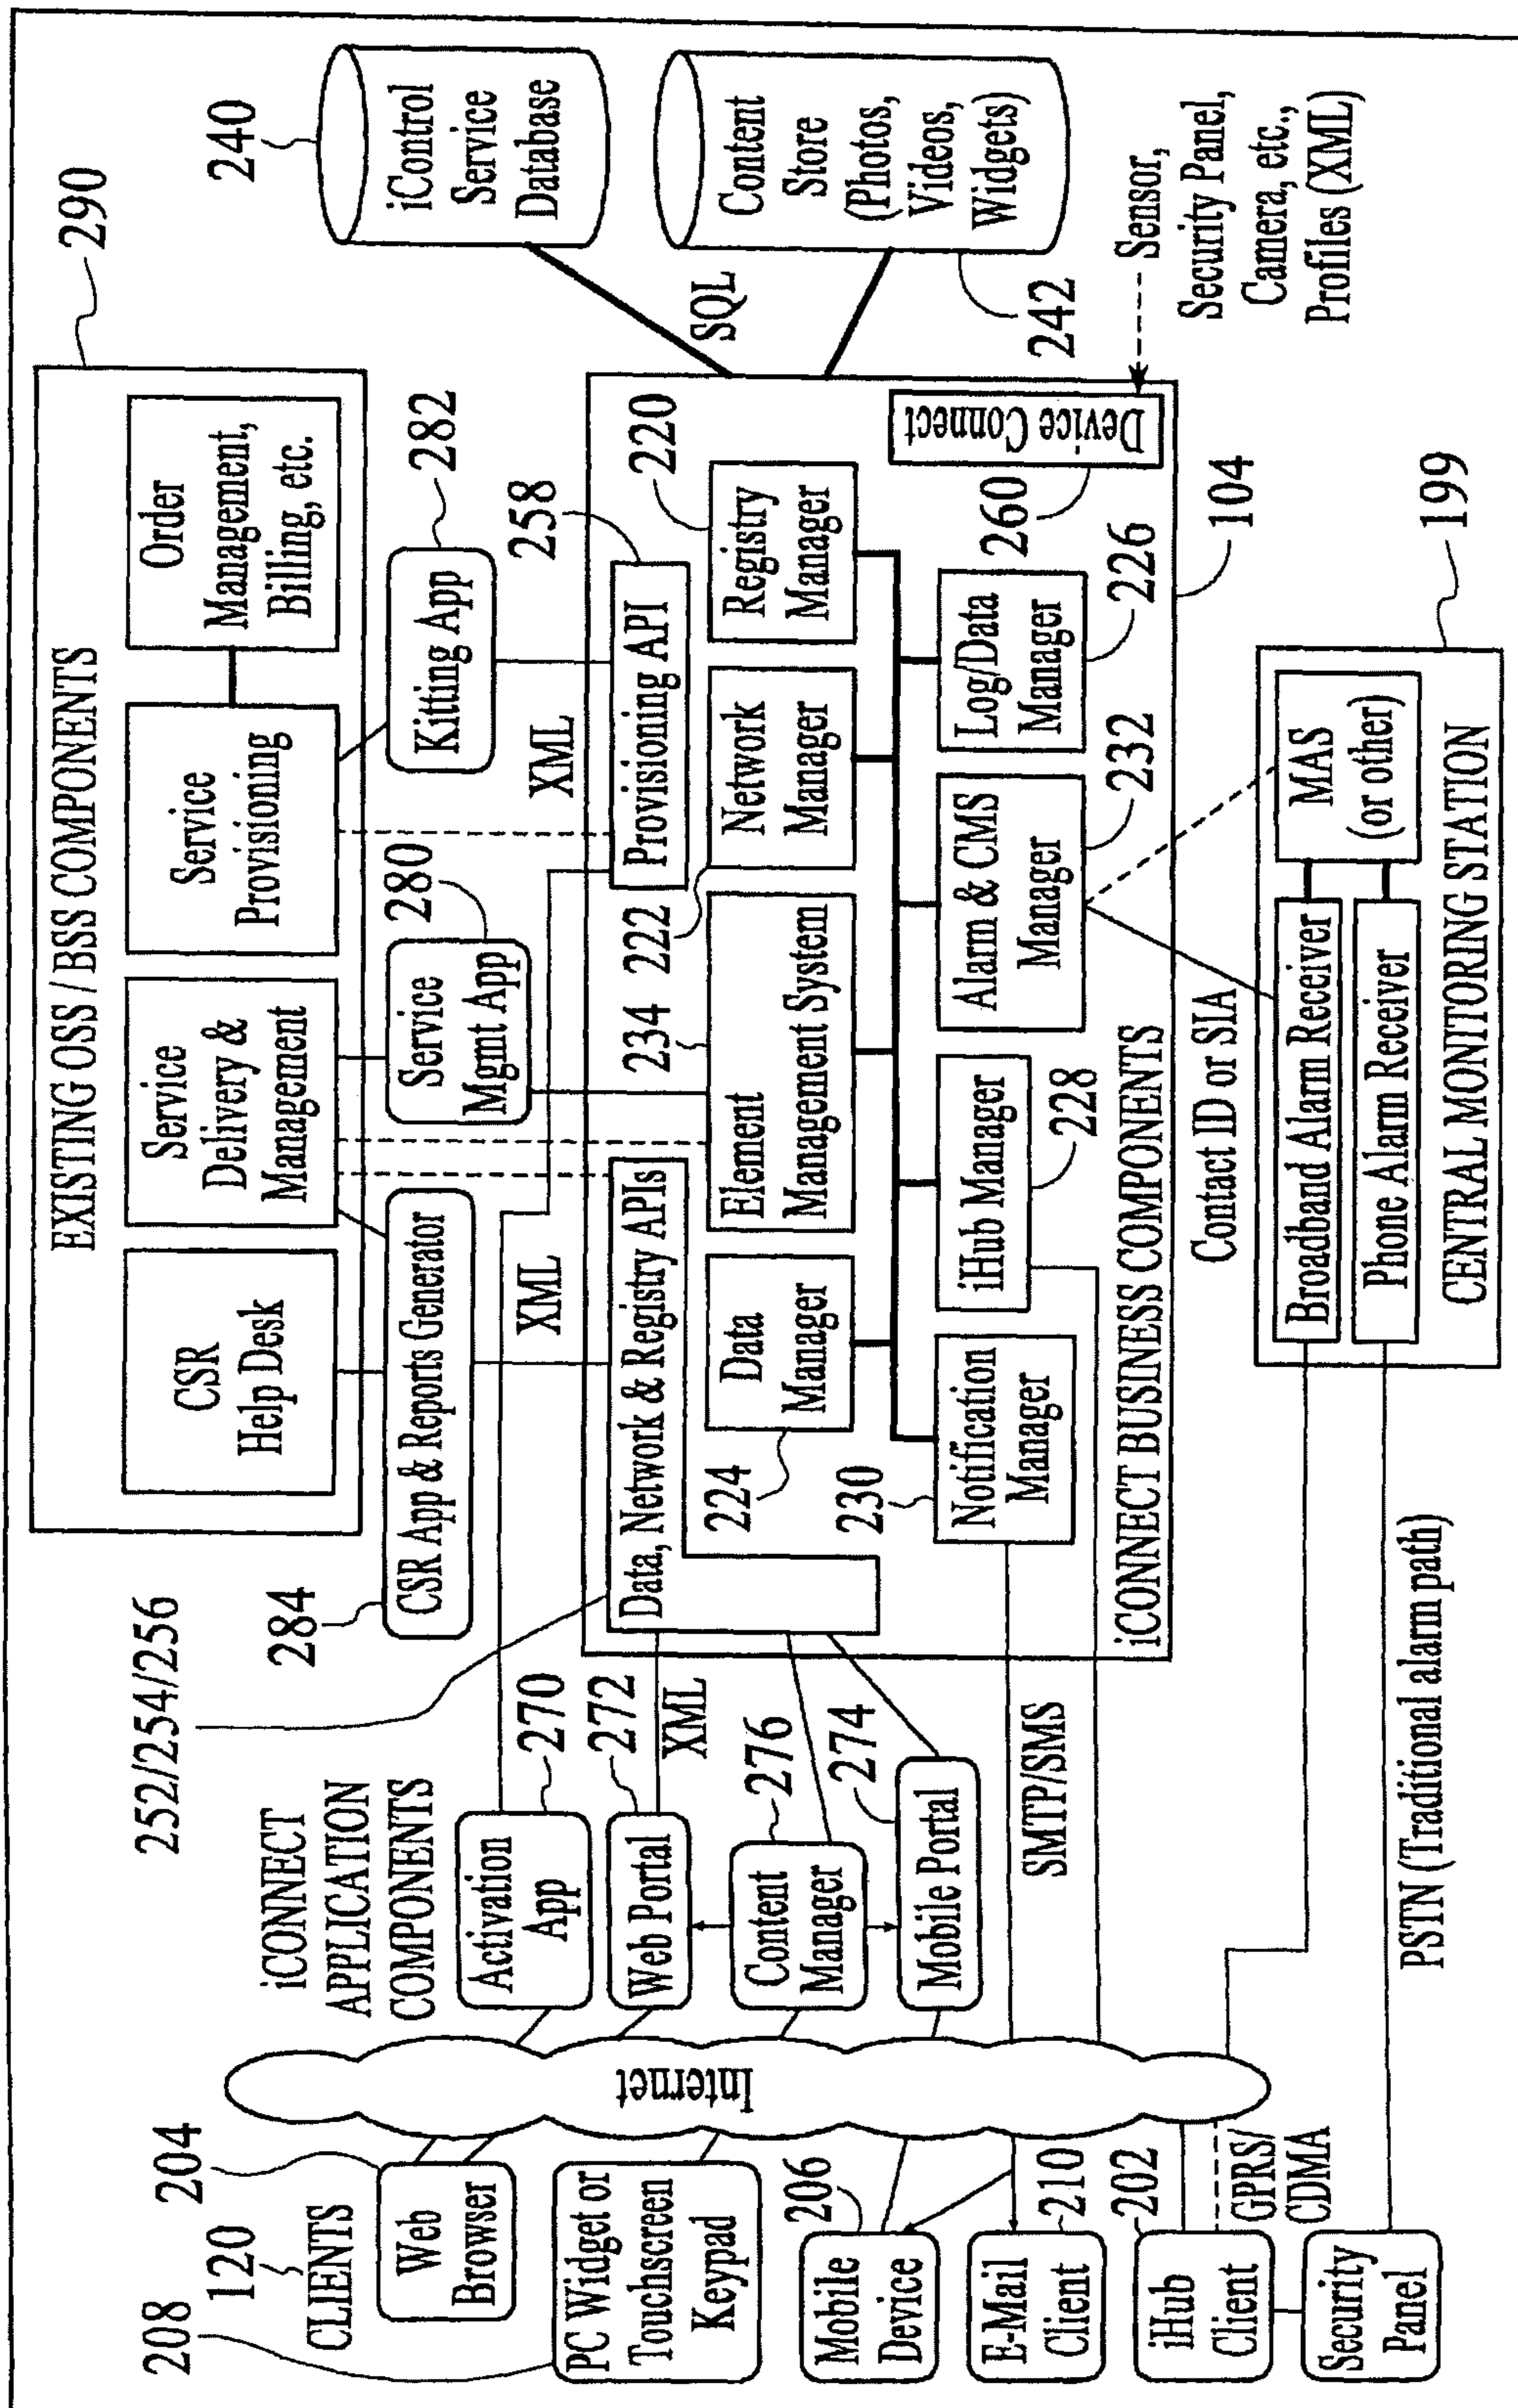 EXISTING OSS / BSS COMPONENTS
290
CSR
Help Desk
Service
Delivery &
Management
Service
Provisioning
Order
Management,
Billing, etc.
252/254/256
284
CSR App & Reports Generator
Service
Mgmt App
280
Kitting App
282
240
iControl
Service
Database
Content
Store
(Photos,
Videos,
Widgets)
242
SQL
Sensor,
Security Panel,
Camera, etc.,
Profiles (XML)
XML
XML
258
Data, Network & Registry APIs
Provisioning API
220
Data
Manager
224
Element
Management System
234
Network
Manager
222
Registry
Manager
Device Connect
260
230
Notification
Manager
iHub Manager
228
Alarm & CMS
Manager
232
Log/Data
Manager
226
iCONNECT BUSINESS COMPONENTS
104
iCONNECT
APPLICATION
COMPONENTS
Activation
App
270
Web Portal
272
XML
Content
Manager
276
Mobile Portal
274
SMTP/SMS
Internet
208
120
204
CLIENTS
Web
Browser
PC Widget or
Touchscreen
Keypad
206
Mobile
Device
E-Mail
Client
210
iHub
Client
202
GPRS/
CDMA
Security
Panel
PSTN (Traditional alarm path)
Contact ID or SIA
199
Broadband Alarm Receiver
Phone Alarm Receiver
MAS
(or other)
CENTRAL MONITORING STATION